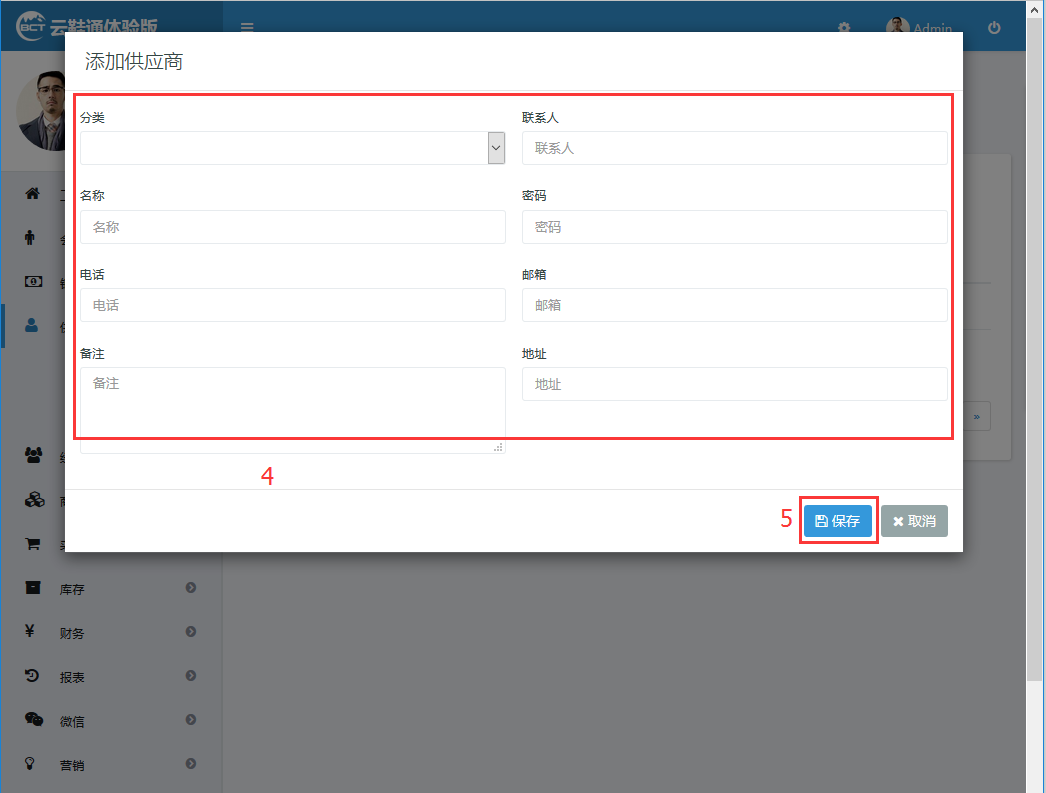 BCT 云鞋通体验版
Admin
添加供应商
分类
联系人
联系人
名称
名称
密码
密码
电话
电话
邮箱
邮箱
备注
备注
地址
地址
»
4
5
保存
取消
库存
¥
财务
报表
微信
营销